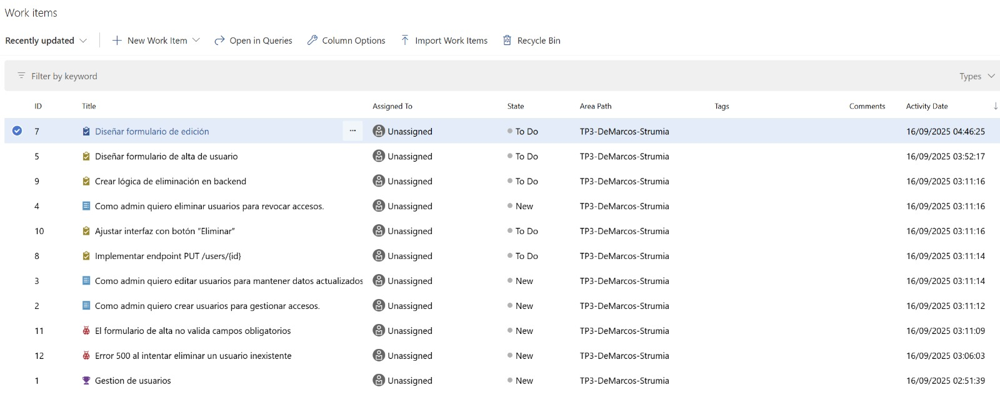 Work items
Recently updated New Work Item Open in Queries Column Options Import Work Items Recycle Bin
Filter by keyword Types
ID Title Assigned To State Area Path Tags Comments Activity Date
7 Diseñar formulario de edición ... Unassigned To Do TP3-DeMarcos-Strumia 16/09/2025 04:46:25
5 Diseñar formulario de alta de usuario Unassigned To Do TP3-DeMarcos-Strumia 16/09/2025 03:52:17
9 Crear lógica de eliminación en backend Unassigned To Do TP3-DeMarcos-Strumia 16/09/2025 03:11:16
4 Como admin quiero eliminar usuarios para revocar accesos. Unassigned New TP3-DeMarcos-Strumia 16/09/2025 03:11:16
10 Ajustar interfaz con botón “Eliminar” Unassigned To Do TP3-DeMarcos-Strumia 16/09/2025 03:11:16
8 Implementar endpoint PUT /users/{id} Unassigned To Do TP3-DeMarcos-Strumia 16/09/2025 03:11:14
3 Como admin quiero editar usuarios para mantener datos actualizados Unassigned New TP3-DeMarcos-Strumia 16/09/2025 03:11:14
2 Como admin quiero crear usuarios para gestionar accesos. Unassigned New TP3-DeMarcos-Strumia 16/09/2025 03:11:12
11 El formulario de alta no valida campos obligatorios Unassigned New TP3-DeMarcos-Strumia 16/09/2025 03:11:09
12 Error 500 al intentar eliminar un usuario inexistente Unassigned New TP3-DeMarcos-Strumia 16/09/2025 03:06:03
1 Gestion de usuarios Unassigned New TP3-DeMarcos-Strumia 16/09/2025 02:51:39